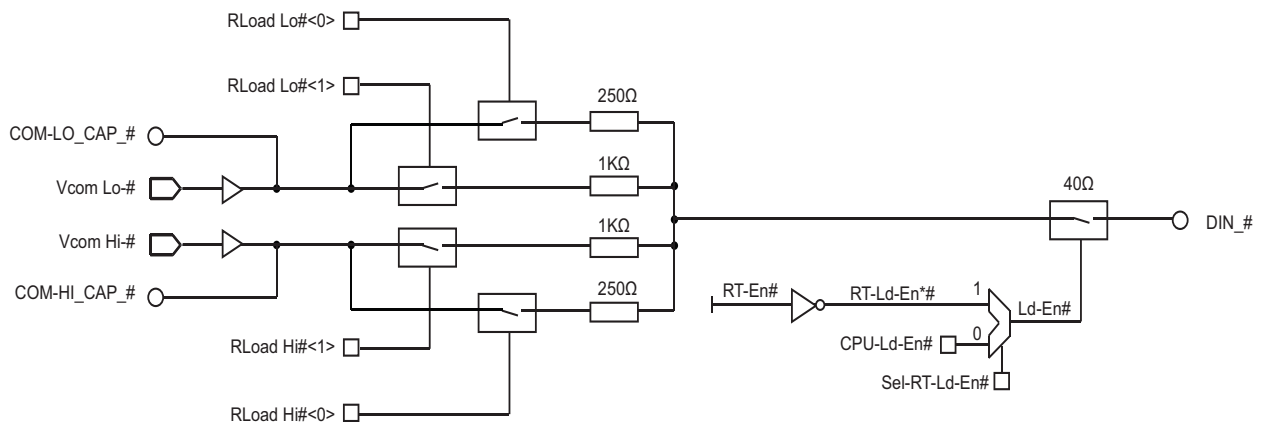 RLoad Lo#<0>
RLoad Lo#<1>
250Ω
COM-LO_CAP_#
1KΩ
Vcom Lo-#
40Ω
1KΩ
DIN_#
Vcom Hi-#
250Ω
COM-HI_CAP_#
RT-En#
RT-Ld-En*#
1
Ld-En#
0
CPU-Ld-En#
RLoad Hi#<1>
Sel-RT-Ld-En#
RLoad Hi#<0>